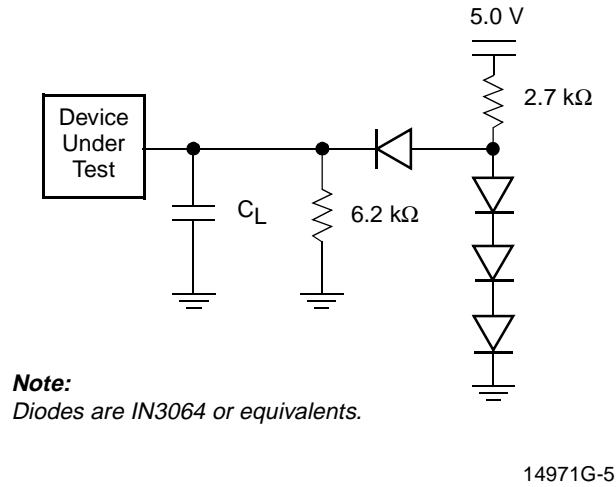 5.0 V
2.7 kΩ
Device
Under
Test
CL
6.2 kΩ
Note:
Diodes are IN3064 or equivalents.
14971G-5